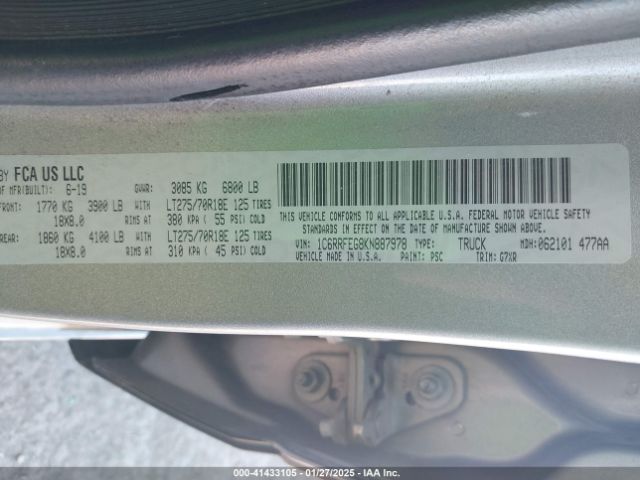 BY FCA US LLC
OF MFR(BUILT): 6-19 GVWR: 3085 KG 6800 LB
FRONT: 1770 KG 3900 LB WITH LT275/70R18E 125 TIRES
18X8.0 RIMS AT 380 KPA ( 55 PSI) COLD
REAR: 1860 KG 4100 LB WITH LT275/70R18E 125 TIRES
18X8.0 RIMS AT 310 KPA ( 45 PSI) COLD
THIS VEHICLE CONFORMS TO ALL APPLICABLE U.S.A. FEDERAL MOTOR VEHICLE SAFETY
STANDARDS IN EFFECT ON THE DATE OF MANUFACTURE SHOWN ABOVE.
VIN: 1C6RRFEG8KN887978 TYPE: TRUCK MDH: 062101 477AA
VEHICLE MADE IN U.S.A. PAINT: PSC TRIM: G7XR
000-41433105 - 01/27/2025 - IAA Inc.